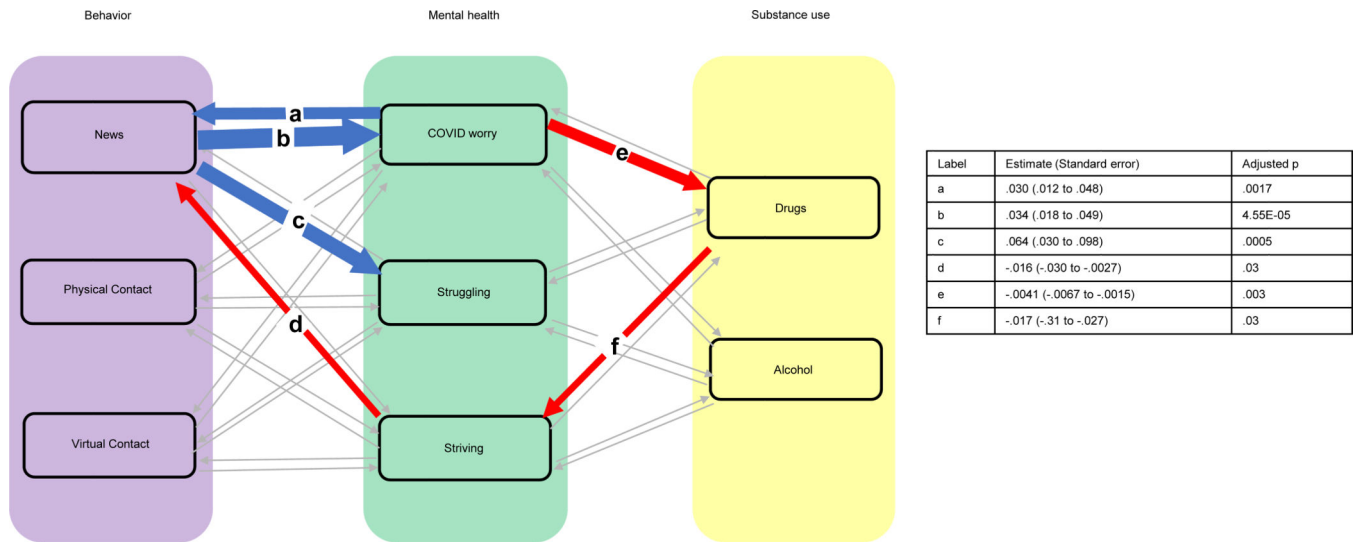 Behavior
Mental health
Substance use
News
Physical Contact
Virtual Contact
COVID worry
Struggling
Striving
Drugs
Alcohol
a
b
c
d
e
f
Label Estimate (Standard error) Adjusted p
a .030 (.012 to .048) .0017
b .034 (.018 to .049) 4.55E-05
c .064 (.030 to .098) .0005
d -.016 (-.030 to -.0027) .03
e -.0041 (-.0067 to -.0015) .003
f -.017 (-.31 to -.027) .03